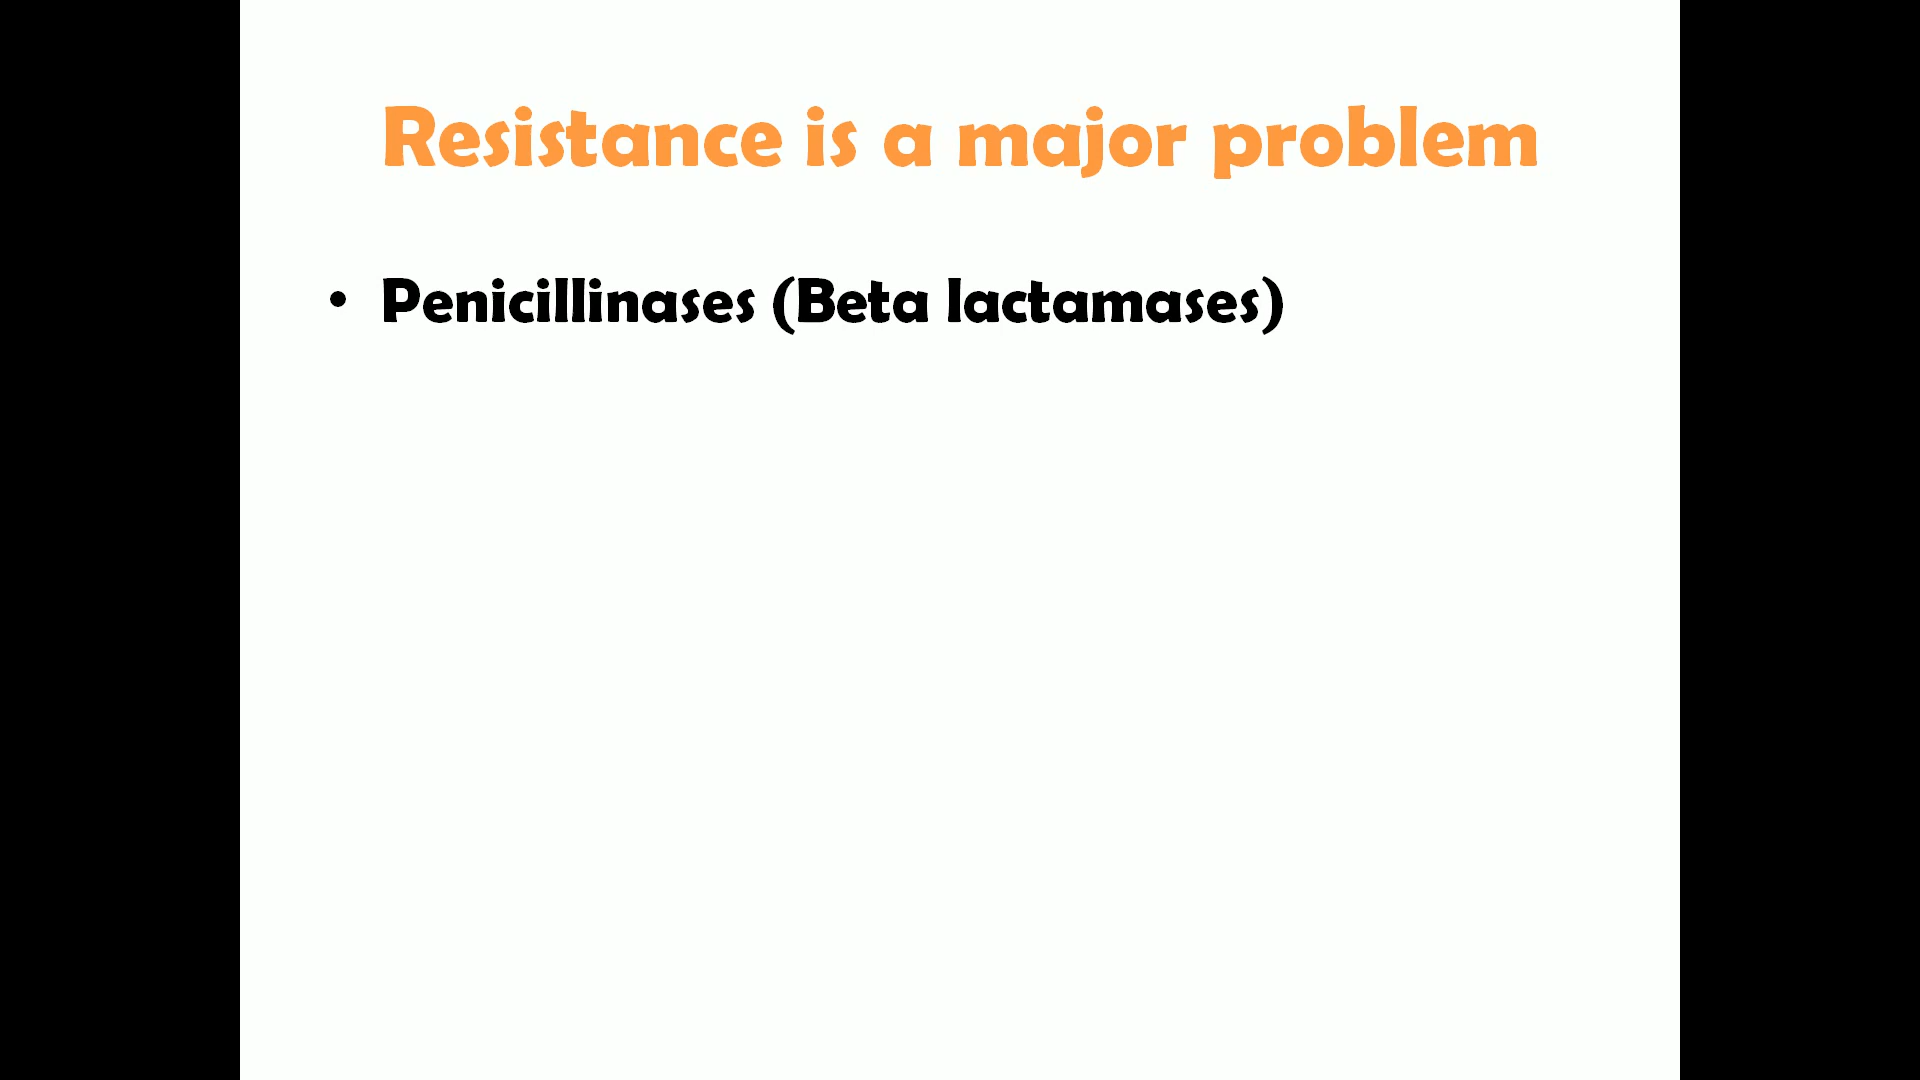 Resistance is a major problem
• Penicillinases (Beta lactamases)